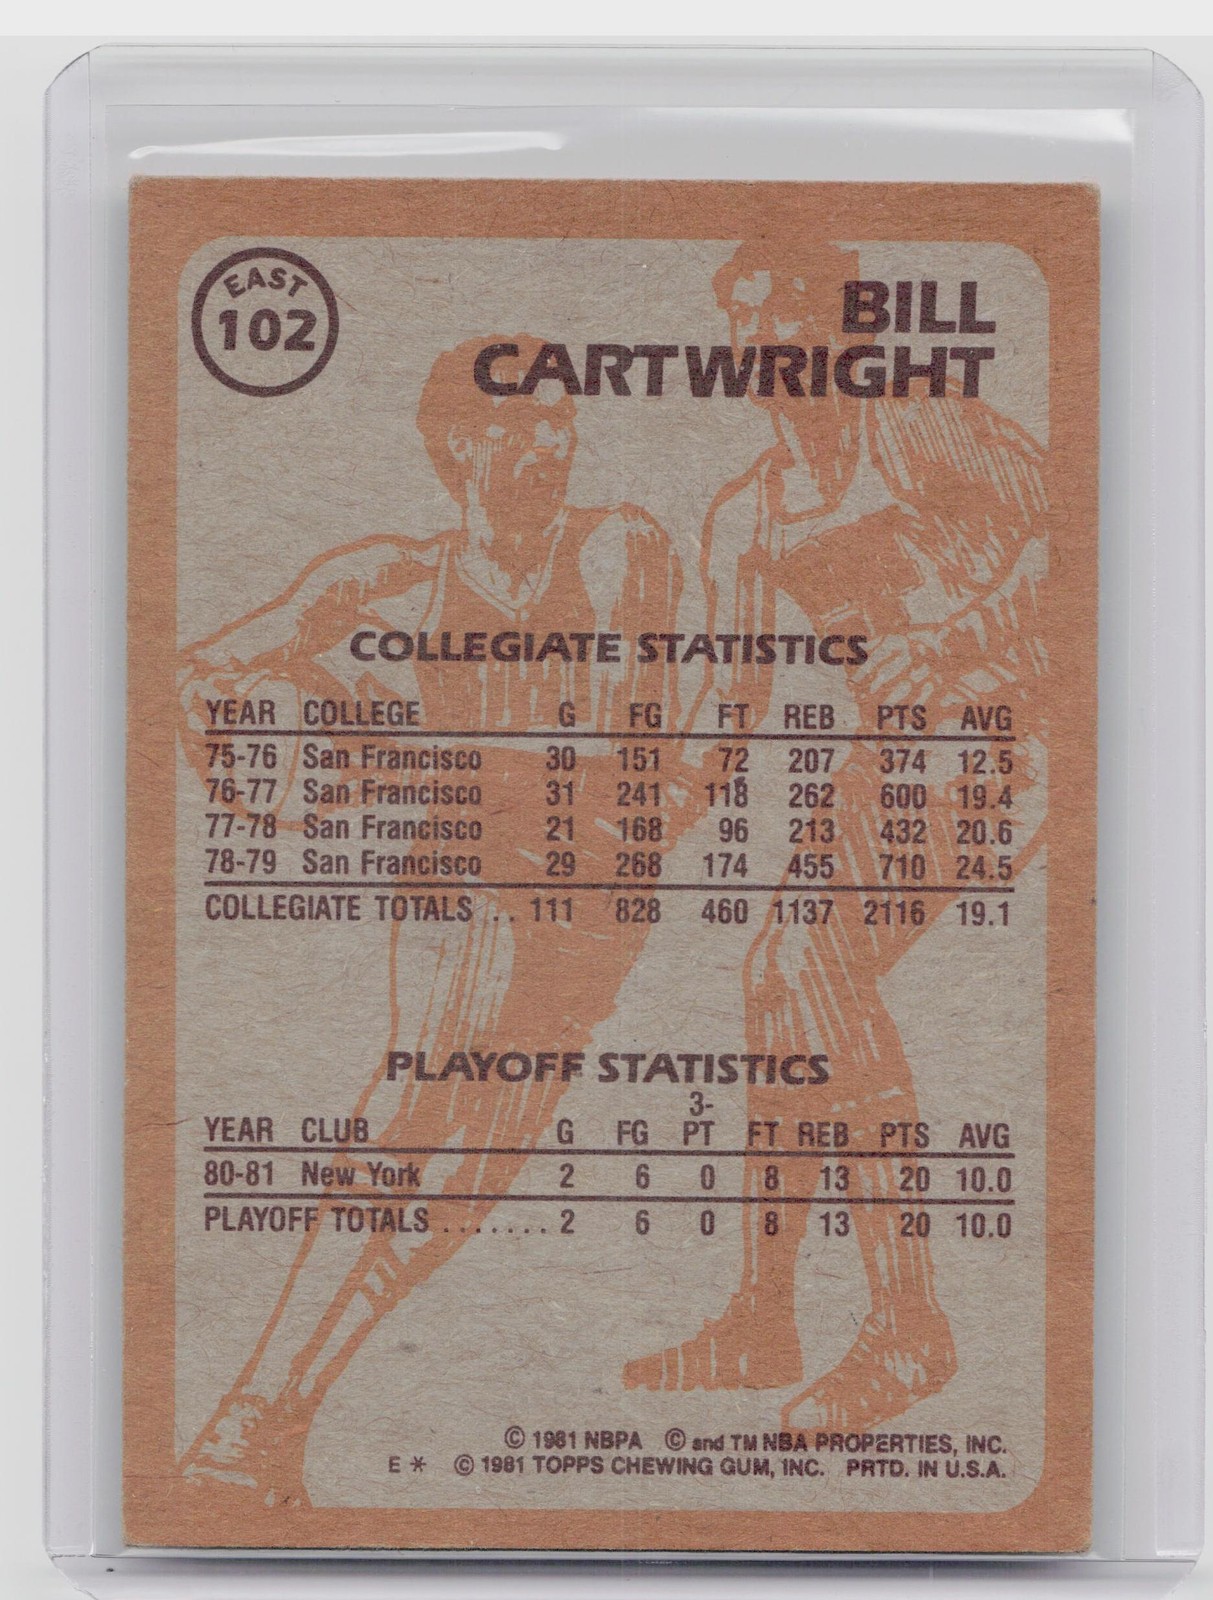 EAST
102
BILL
CARTWRIGHT
COLLEGIATE STATISTICS
YEAR COLLEGE G FG FT REB PTS AVG
75-76 San Francisco 30 151 72 207 374 12.5
76-77 San Francisco 31 241 118 262 600 19.4
77-78 San Francisco 21 168 96 213 432 20.6
78-79 San Francisco 29 268 174 455 710 24.5
COLLEGIATE TOTALS .. 111 828 460 1137 2116 19.1
PLAYOFF STATISTICS
3-
YEAR CLUB G FG PT FT REB PTS AVG
80-81 New York 2 6 0 8 13 20 10.0
PLAYOFF TOTALS ....... 2 6 0 8 13 20 10.0
© 1981 NBPA © and TM NBA PROPERTIES, INC.
E * © 1981 TOPPS CHEWING GUM, INC. PRTD. IN U.S.A.